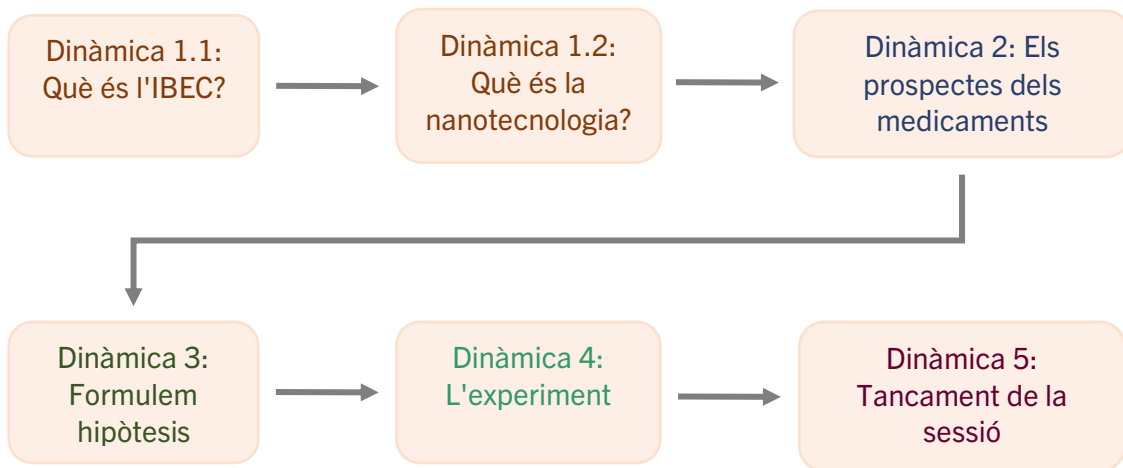 Dinàmica 1.1:
Què és l'IBEC?
Dinàmica 1.2:
Què és la
nanotecnologia?
Dinàmica 2: Els
prospectes dels
medicaments
Dinàmica 3:
Formulem
hipòtesis
Dinàmica 4:
L'experiment
Dinàmica 5:
Tancament de la
sessió